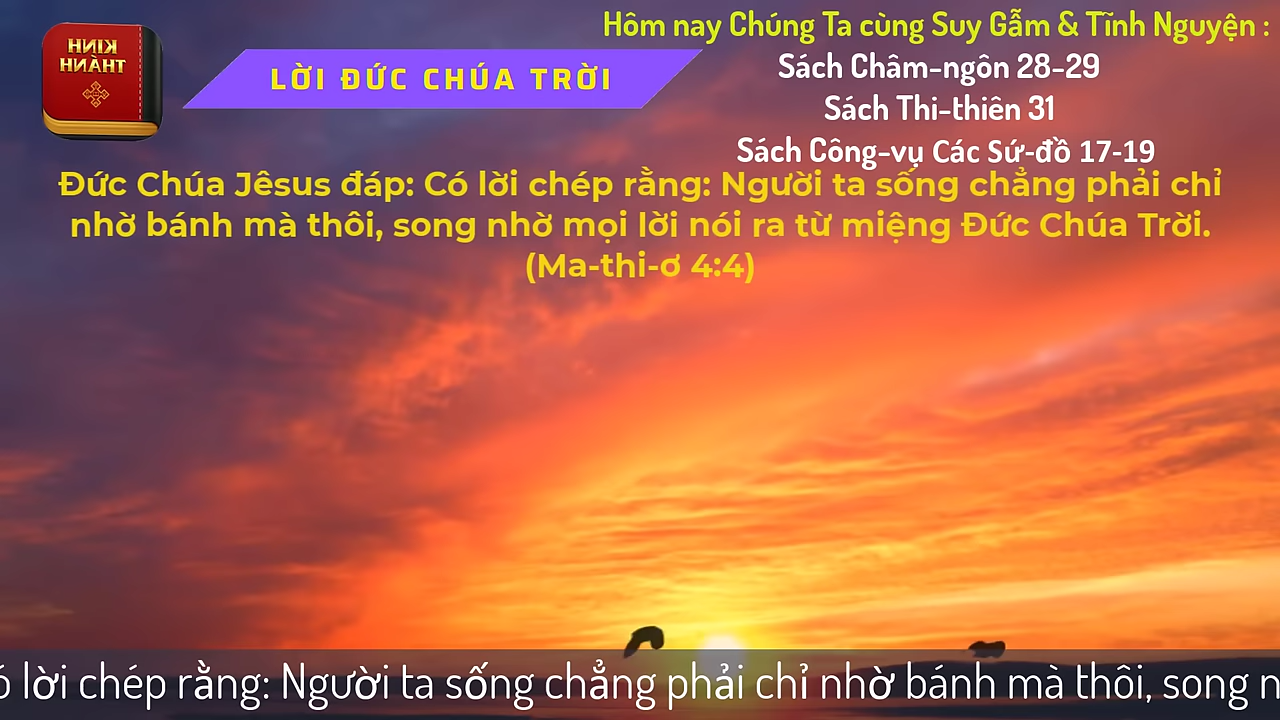 KINH
THÁNH
LỜI ĐỨC CHÚA TRỜI
Hôm nay Chúng Ta cùng Suy Gẫm & Tĩnh Nguyện :
Sách Châm-ngôn 28-29
Sách Thi-thiên 31
Sách Công-vụ Các Sứ-đồ 17-19
Đức Chúa Jêsus đáp: Có lời chép rằng: Người ta sống chẳng phải chỉ
nhờ bánh mà thôi, song nhờ mọi lời nói ra từ miệng Đức Chúa Trời.
(Ma-thi-ơ 4:4)
ó lời chép rằng: Người ta sống chẳng phải chỉ nhờ bánh mà thôi, song n